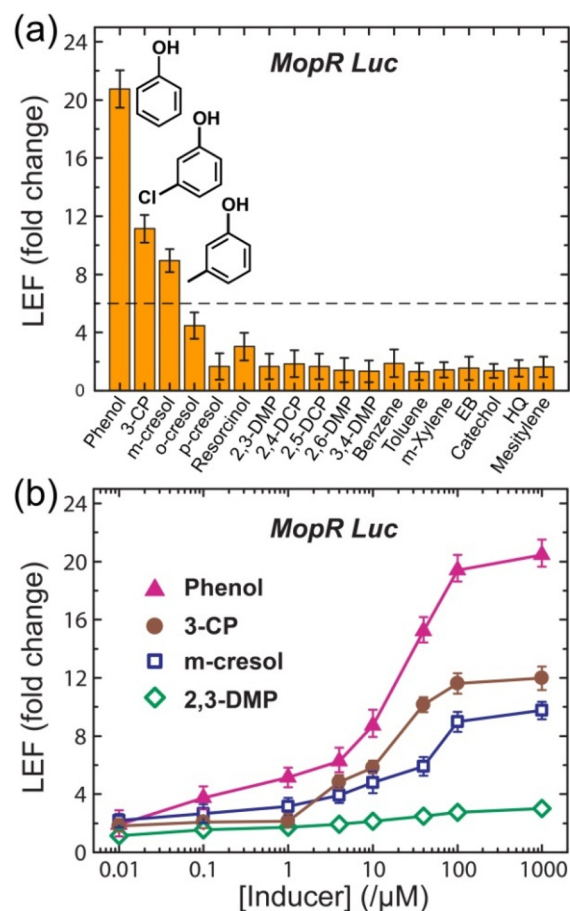 (a)
MopR Luc
LEF (fold change)
24
20
16
12
8
4
0
OH
OH
Cl
OH
Phenol
3-CP
m-cresol
o-cresol
p-cresol
Resorcinol
2,3-DMP
2,4-DCP
2,5-DCP
2,6-DMP
3,4-DMP
Benzene
Toluene
m-Xylene
EB
Catechol
HQ
Mesitylene
(b)
MopR Luc
LEF (fold change)
24
20
16
12
8
4
0
Phenol
3-CP
m-cresol
2,3-DMP
0.01
0.1
1
10
100
1000
[Inducer] (/µM)